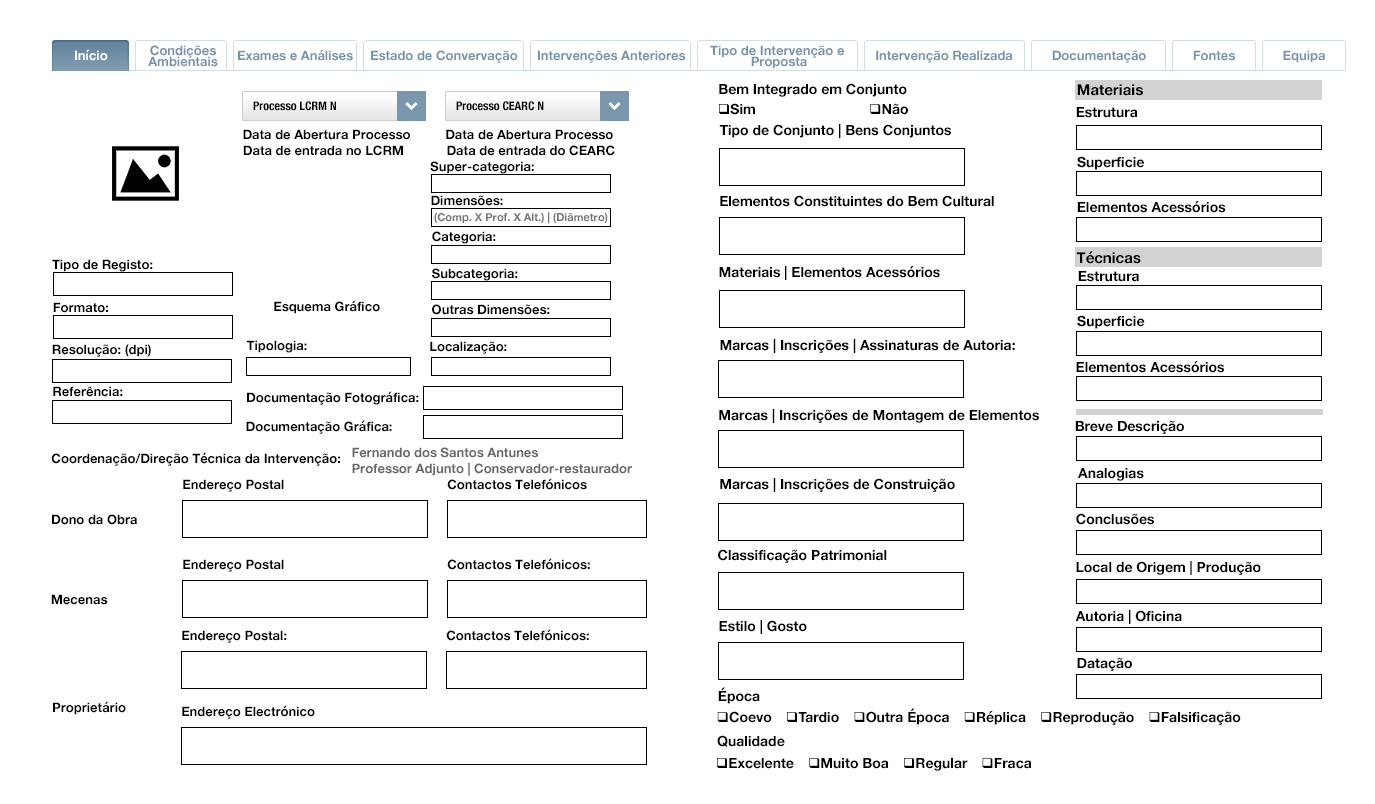 Início
Condições
Ambientais
Exames e Análises
Estado de Convervação
Intervenções Anteriores
Tipo de Intervenção e
Proposta
Intervenção Realizada
Documentação
Fontes
Equipa
Processo LCRM N
Processo CEARC N
Data de Abertura Processo
Data de entrada no LCRM
Data de Abertura Processo
Data de entrada do CEARC
Super-categoria:
Dimensões:
(Comp. X Prof. X Alt.) | (Diâmetro)
Categoria:
Subcategoria:
Outras Dimensões:
Localização:
Tipo de Registo:
Formato:
Resolução: (dpi)
Referência:
Esquema Gráfico
Tipologia:
Documentação Fotográfica:
Documentação Gráfica:
Coordenação/Direção Técnica da Intervenção:
Fernando dos Santos Antunes
Professor Adjunto | Conservador-restaurador
Endereço Postal
Contactos Telefónicos
Dono da Obra
Endereço Postal
Contactos Telefónicos:
Mecenas
Endereço Postal:
Contactos Telefónicos:
Proprietário
Endereço Electrónico
Bem Integrado em Conjunto
❑Sim ❑Não
Tipo de Conjunto | Bens Conjuntos
Elementos Constituintes do Bem Cultural
Materiais | Elementos Acessórios
Marcas | Inscrições | Assinaturas de Autoria:
Marcas | Inscrições de Montagem de Elementos
Marcas | Inscrições de Construição
Classificação Patrimonial
Estilo | Gosto
Época
❑Coevo ❑Tardio ❑Outra Época ❑Réplica ❑Reprodução ❑Falsificação
Qualidade
❑Excelente ❑Muito Boa ❑Regular ❑Fraca
Materiais
Estrutura
Superficie
Elementos Acessórios
Técnicas
Estrutura
Superficie
Elementos Acessórios
Breve Descrição
Analogias
Conclusões
Local de Origem | Produção
Autoria | Oficina
Datação